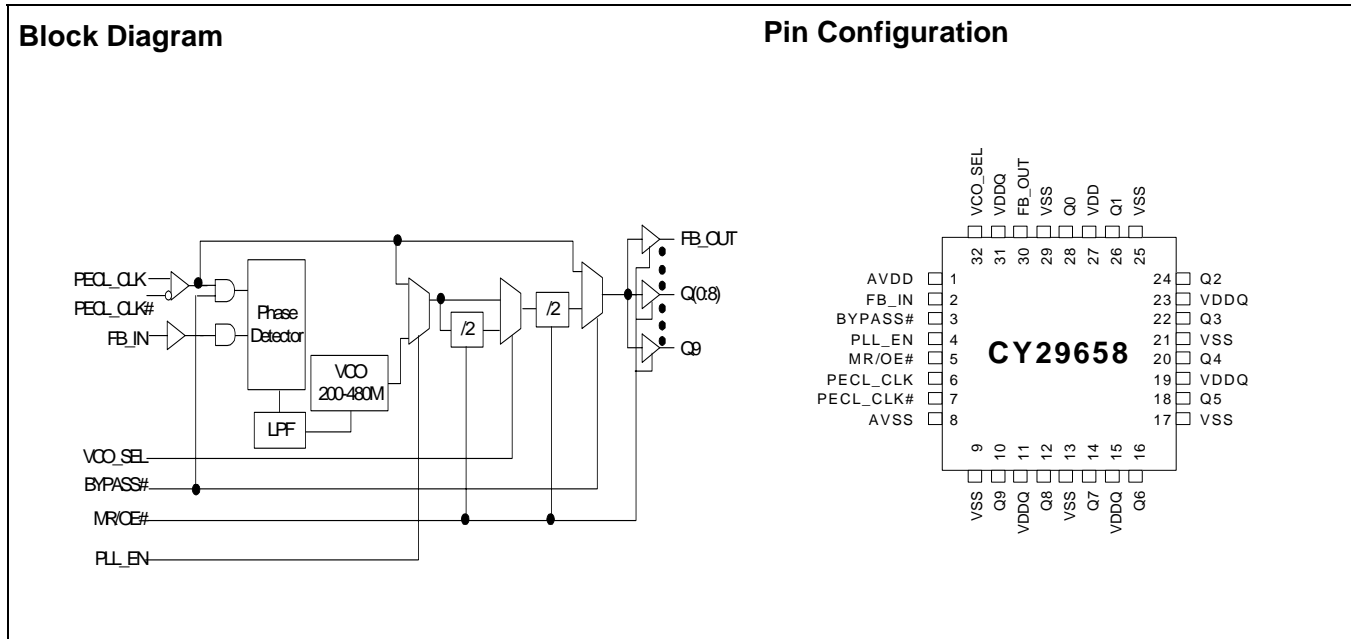 Block Diagram
PECL_CLK
PECL_CLK#
FB_IN
Phase
Detector
VCO
200-480M
LPF
/2
/2
FB_OUT
Q(0:8)
Q9
VCO_SEL
BYPASS#
MR/OE#
PLL_EN
Pin Configuration
VCO_SEL
VDDQ
FB_OUT
VSS
Q0
VDD
Q1
VSS
32 31 30 29 28 27 26 25
AVDD 1
FB_IN 2
BYPASS# 3
PLL_EN 4
MR/OE# 5
PECL_CLK 6
PECL_CLK# 7
AVSS 8
CY29658
24 Q2
23 VDDQ
22 Q3
21 VSS
20 Q4
19 VDDQ
18 Q5
17 VSS
9 10 11 12 13 14 15 16
VSS
Q9
VDDQ
Q8
VSS
Q7
VDDQ
Q6